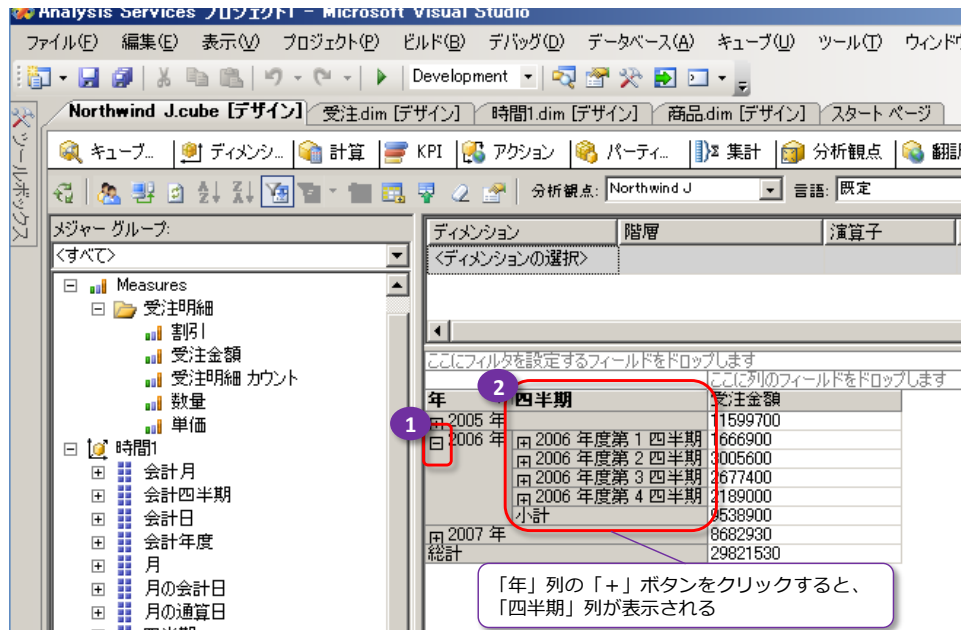 Analysis Services プロジェクト1 - Microsoft Visual Studio
ファイル(F) 編集(E) 表示(V) プロジェクト(P) ビルド(B) デバッグ(D) データベース(A) キューブ(U) ツール(T) ウィンドウ
Development
Northwind J.cube [デザイン] 受注.dim [デザイン] 時間1.dim [デザイン] 商品.dim [デザイン] スタート ページ
ツールボックス
キューブ... ディメンシ... 計算 KPI アクション パーティ... 集計 分析観点 翻訳
分析観点: Northwind J 言語: 既定
メジャー グループ:
<すべて>
Measures
受注明細
割引
受注金額
受注明細 カウント
数量
単価
時間1
会計月
会計四半期
会計日
会計年度
月
月の会計日
月の通算日
ディメンション 階層 演算子
<ディメンションの選択>
ここにフィルタを設定するフィールドをドロップします
ここに列のフィールドをドロップします
1
2
年 四半期 受注金額
2005 年 11599700
2006 年 2006 年度第 1 四半期 1666900
2006 年度第 2 四半期 3005600
2006 年度第 3 四半期 2677400
2006 年度第 4 四半期 2189000
小計 9538900
2007 年 8682930
総計 29821530
「年」列の「+」ボタンをクリックすると、
「四半期」列が表示される